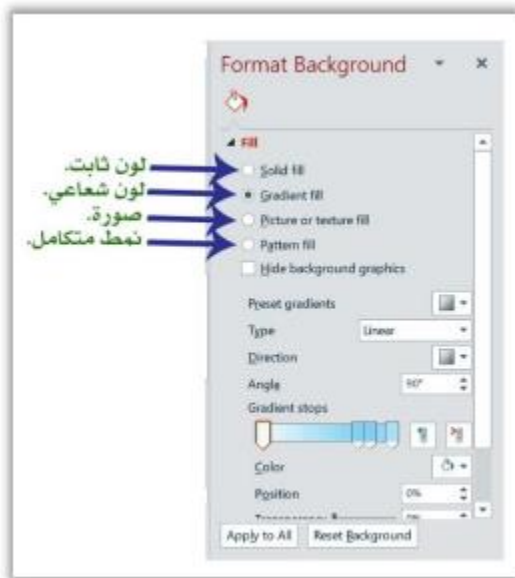 Format Background
Fill
لون ثابت.
Solid fill
لون شعاعي.
Gradient fill
صورة.
Picture or texture fill
نمط متكامل.
Pattern fill
Hide background graphics
Preset gradients
Type Linear
Direction
Angle 90°
Gradient stops
Color
Position 0%
Apply to All Reset Background